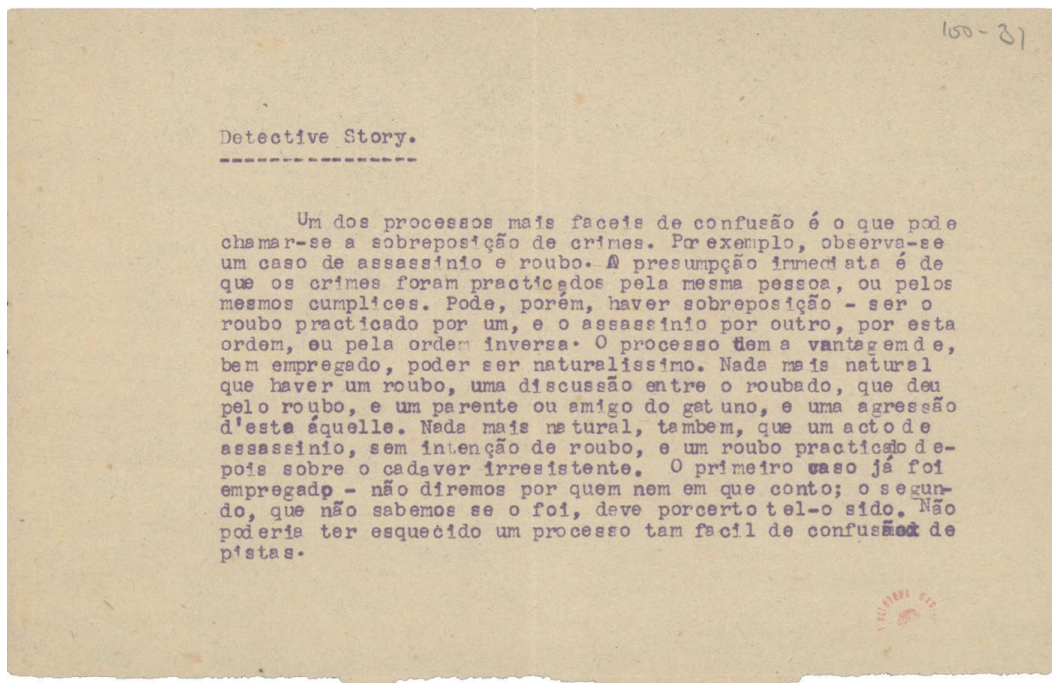 100-31
Detective Story.
----------------
Um dos processos mais faceis de confusão é o que pode
chamar-se a sobreposição de crimes. Por exemplo, observa-se
um caso de assassinio e roubo. A presumpção immediata é de
que os crimes foram practicados pela mesma pessoa, ou pelos
mesmos cumplices. Pode, porém, haver sobreposição - ser o
roubo practicado por um, e o assassinio por outro, por esta
ordem, ou pela ordem inversa. O processo tem a vantagem de,
bem empregado, poder ser naturalissimo. Nada mais natural
que haver um roubo, uma discussão entre o roubado, que deu
pelo roubo, e um parente ou amigo do gatuno, e uma agressão
d'esta áquelle. Nada mais natural, tambem, que um acto de
assassinio, sem intenção de roubo, e um roubo practicado de-
pois sobre o cadaver irresistente. O primeiro caso já foi
empregado - não diremos por quem nem em que conto; o segun-
do, que não sabemos se o foi, deve porcerto tel-o sido. Não
poderia ter esquecido um processo tam facil de confusão de
pistas.